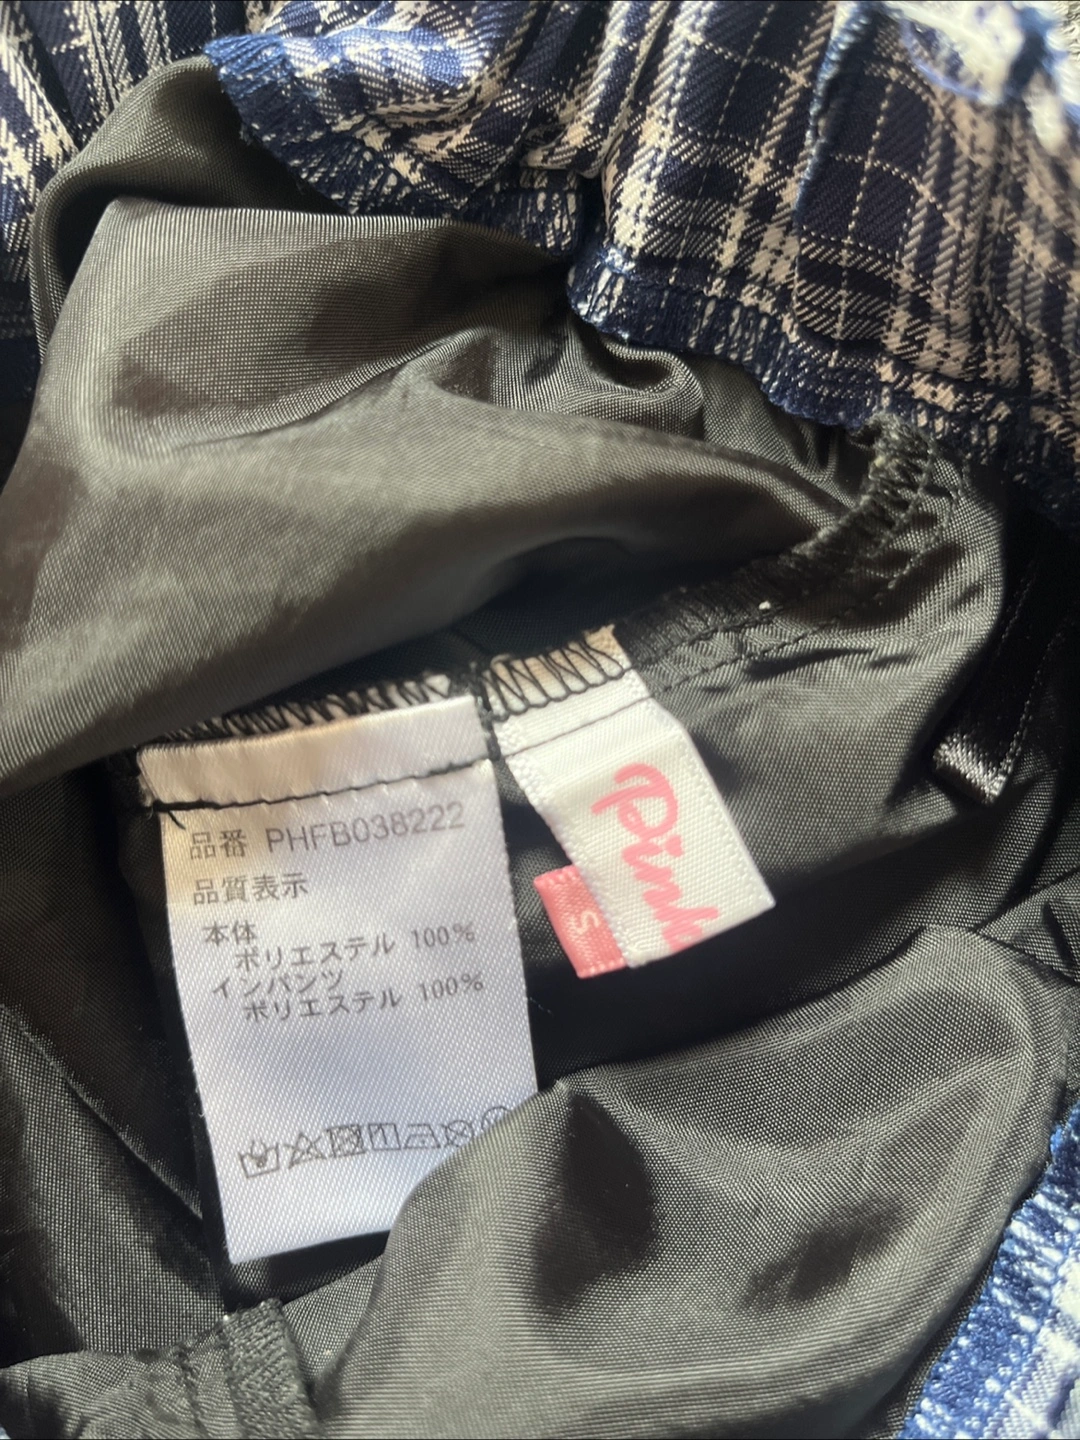 品番 PHFB038222
品質表示
本体
ポリエステル 100%
インパンツ
ポリエステル 100%
S